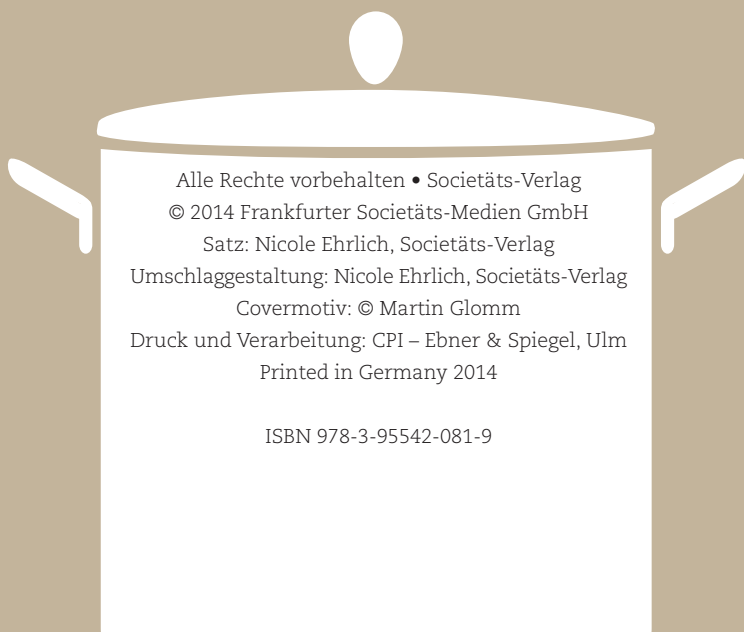 Alle Rechte vorbehalten • Societäts-Verlag
© 2014 Frankfurter Societäts-Medien GmbH
Satz: Nicole Ehrlich, Societäts-Verlag
Umschlaggestaltung: Nicole Ehrlich, Societäts-Verlag
Covermotiv: © Martin Glomm
Druck und Verarbeitung: CPI – Ebner & Spiegel, Ulm
Printed in Germany 2014
ISBN 978-3-95542-081-9